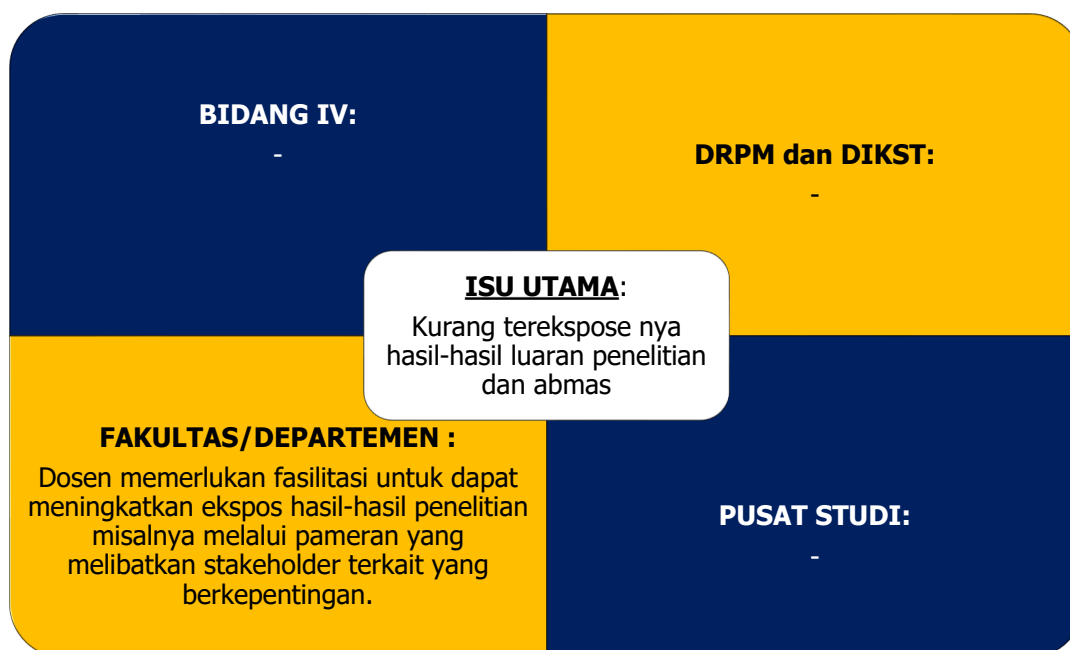 BIDANG IV:
-
DRPM dan DIKST:
-
ISU UTAMA:
Kurang terekspose nya
hasil-hasil luaran penelitian
dan abmas
FAKULTAS/DEPARTEMEN :
Dosen memerlukan fasilitasi untuk dapat
meningkatkan ekspos hasil-hasil penelitian
misalnya melalui pameran yang
melibatkan stakeholder terkait yang
berkepentingan.
PUSAT STUDI:
-